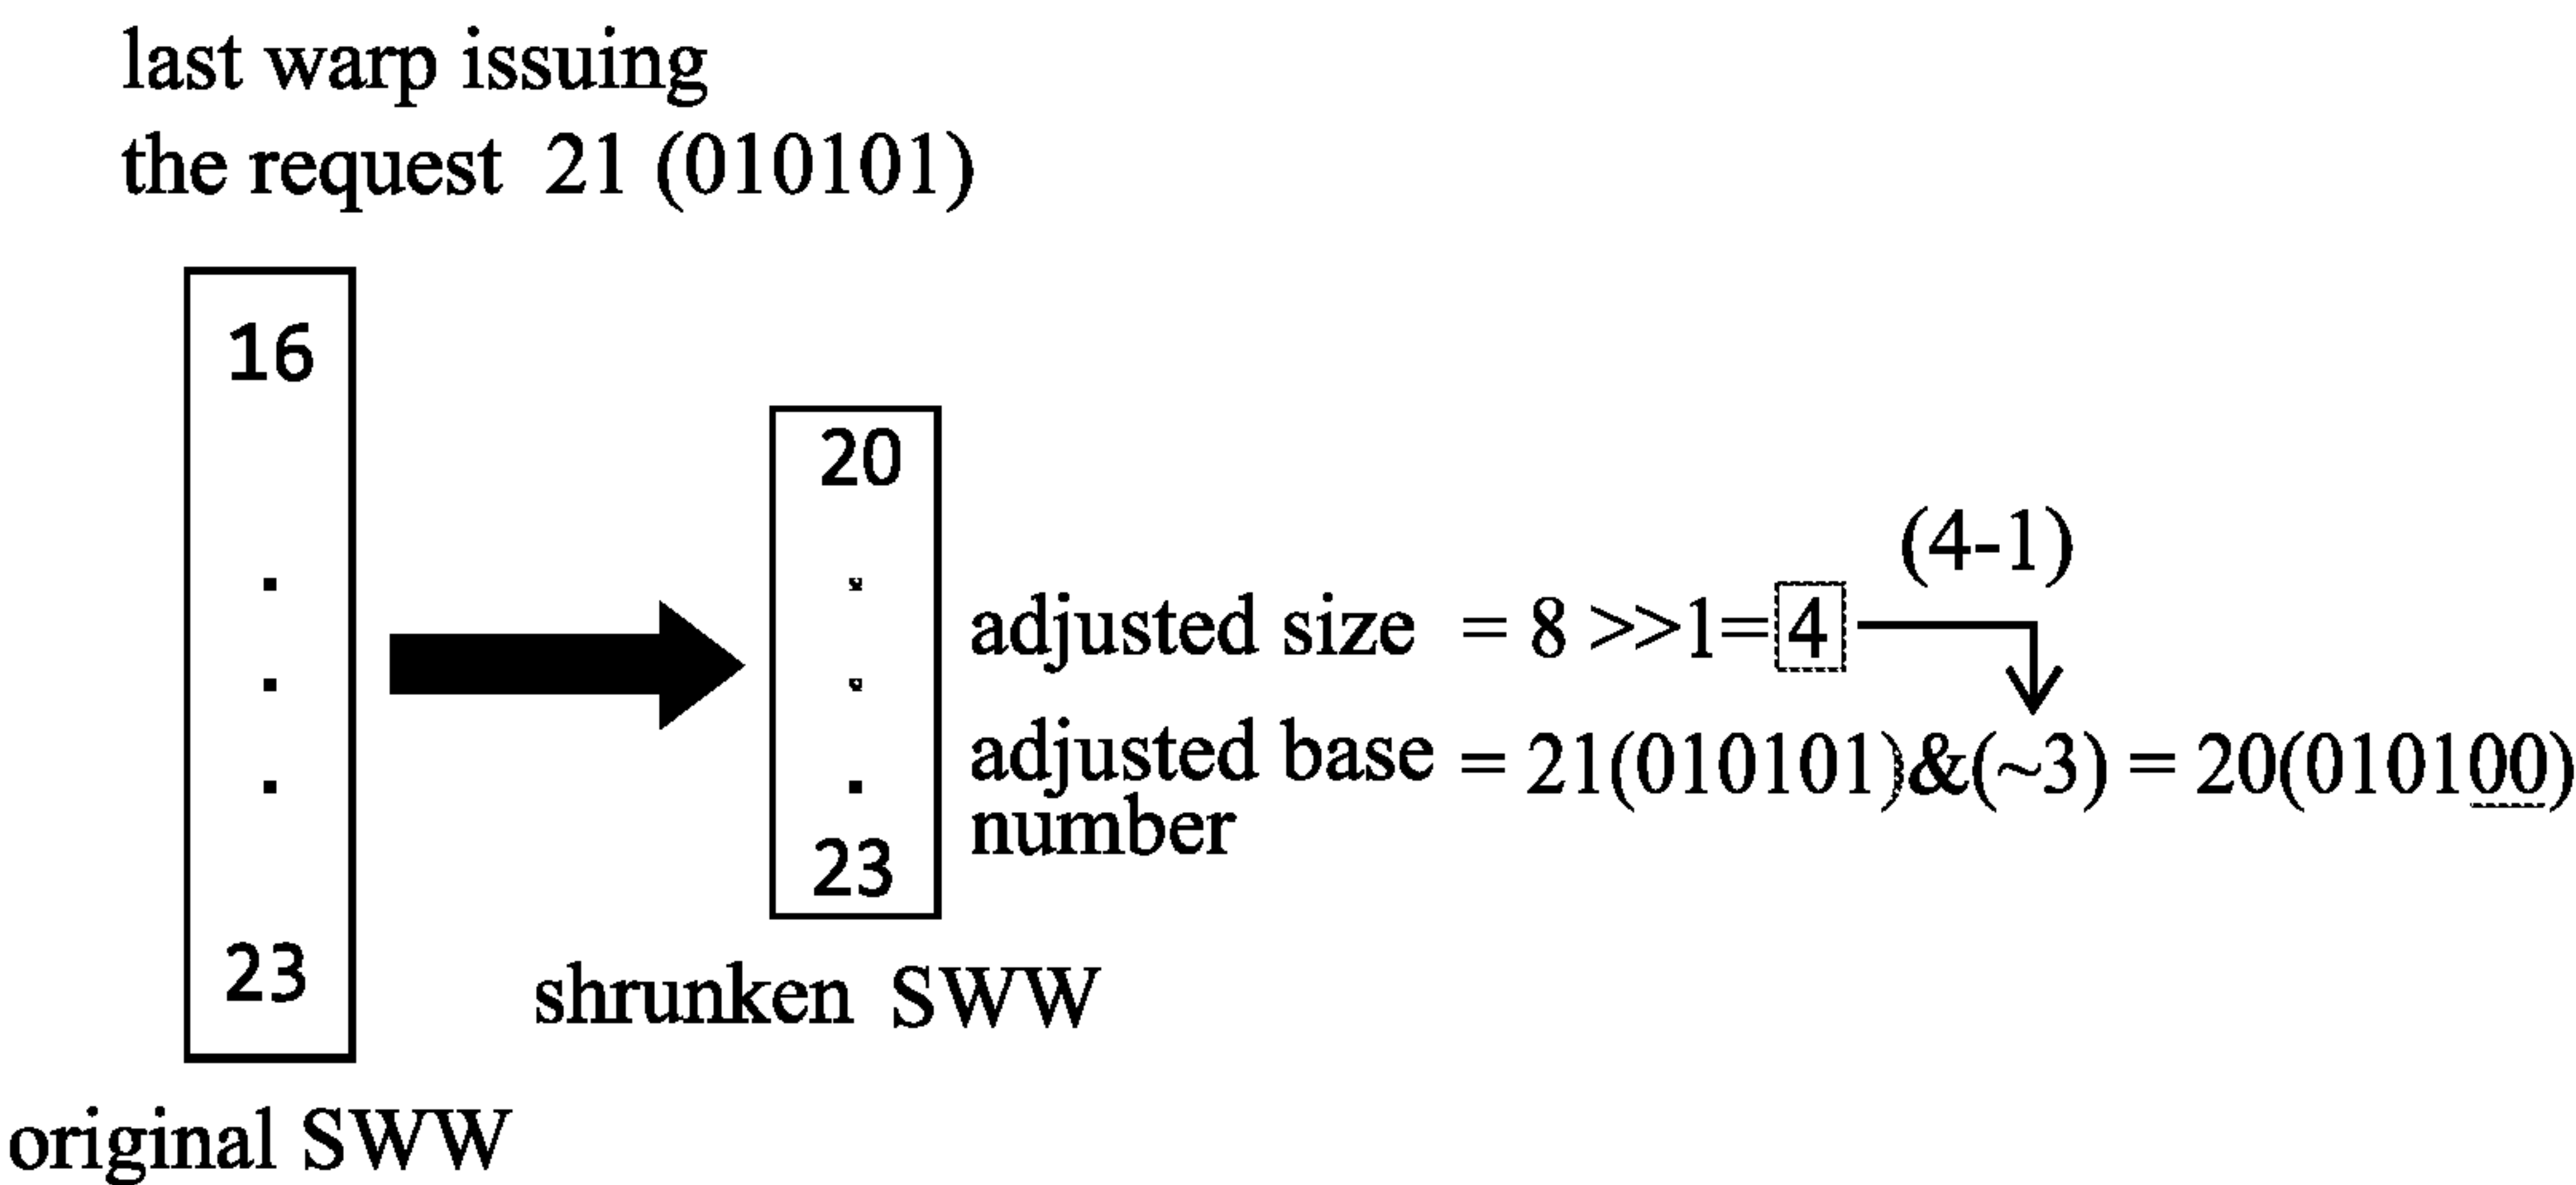 last warp issuing
the request 21 (010101)
16
.
.
.
23
original SWW
20
.
.
.
23
shrunken SWW
(4-1)
adjusted size = 8 >>1=4
adjusted base = 21(010101)&(~3) = 20(010100)
number